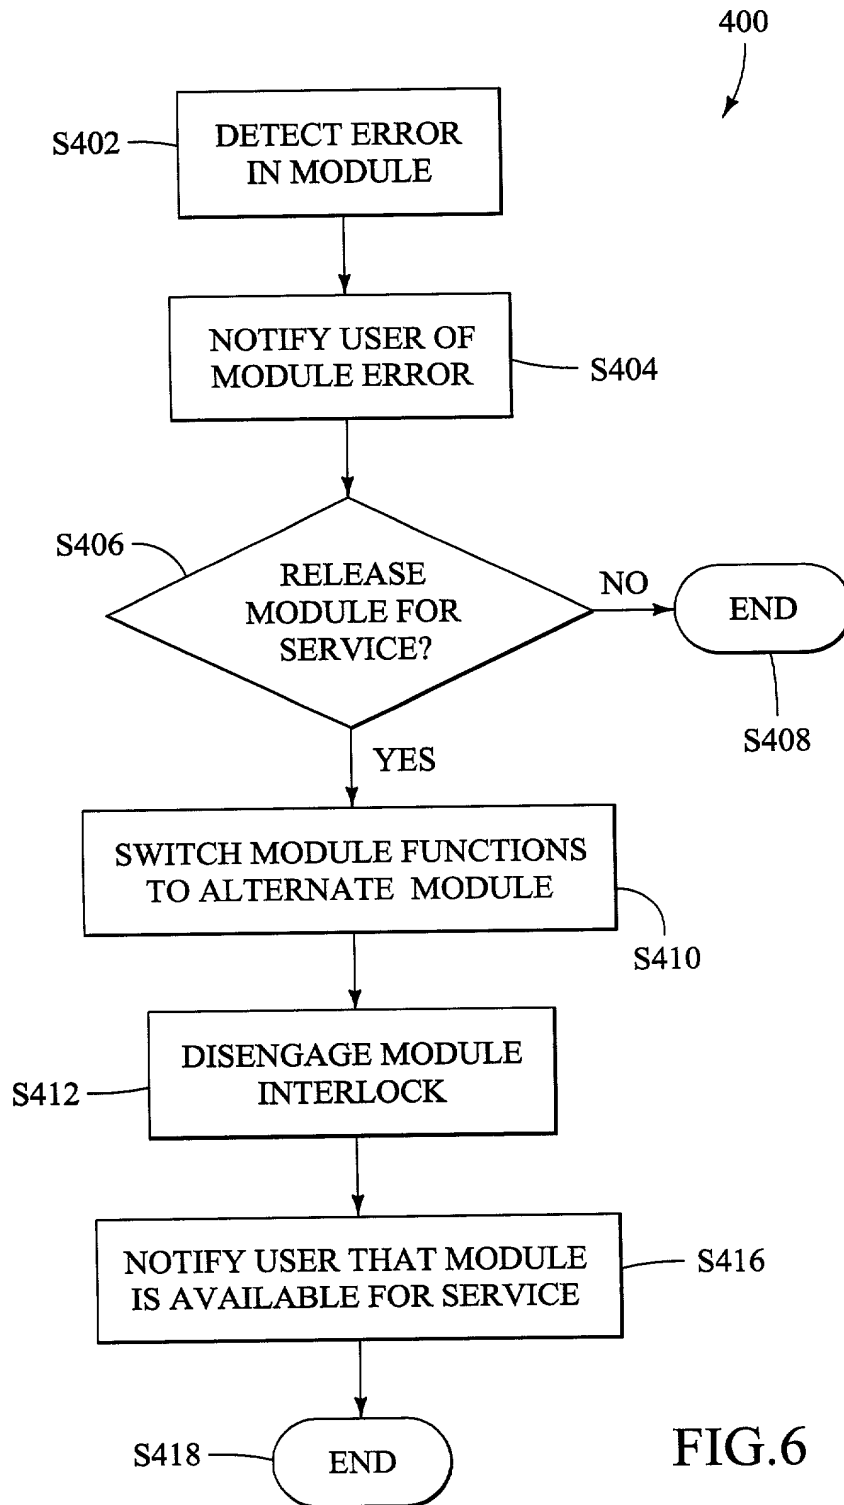 400
S402
DETECT ERROR
IN MODULE
NOTIFY USER OF
MODULE ERROR
S404
S406
RELEASE
MODULE FOR
SERVICE?
NO
END
S408
YES
SWITCH MODULE FUNCTIONS
TO ALTERNATE MODULE
S410
DISENGAGE MODULE
INTERLOCK
S412
NOTIFY USER THAT MODULE
IS AVAILABLE FOR SERVICE
S416
S418
END
FIG.6